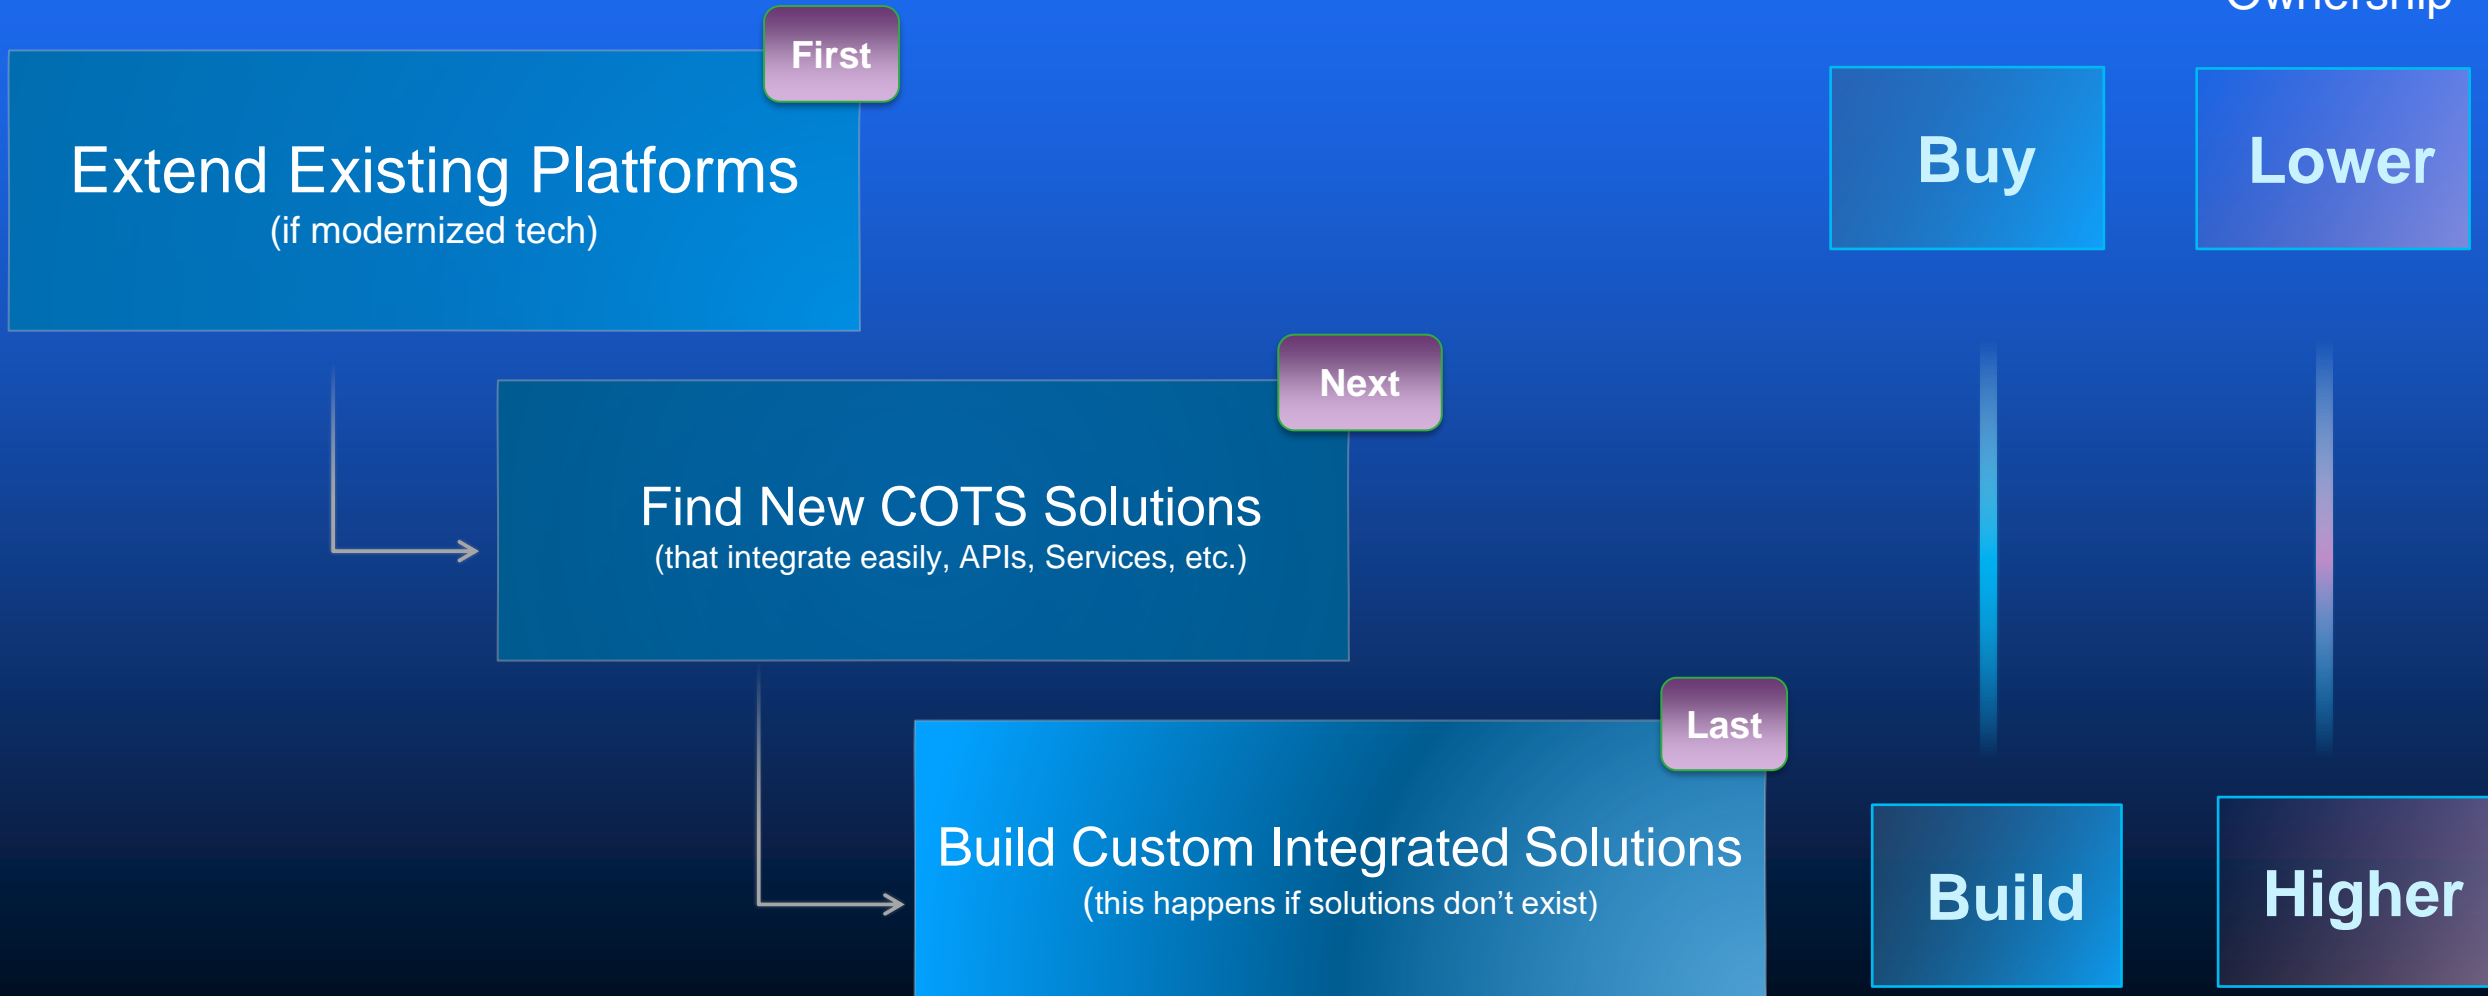 Ownership
First
Extend Existing Platforms
(if modernized tech)
Buy
Lower
Next
Find New COTS Solutions
(that integrate easily, APIs, Services, etc.)
Last
Build Custom Integrated Solutions
(this happens if solutions don’t exist)
Build
Higher